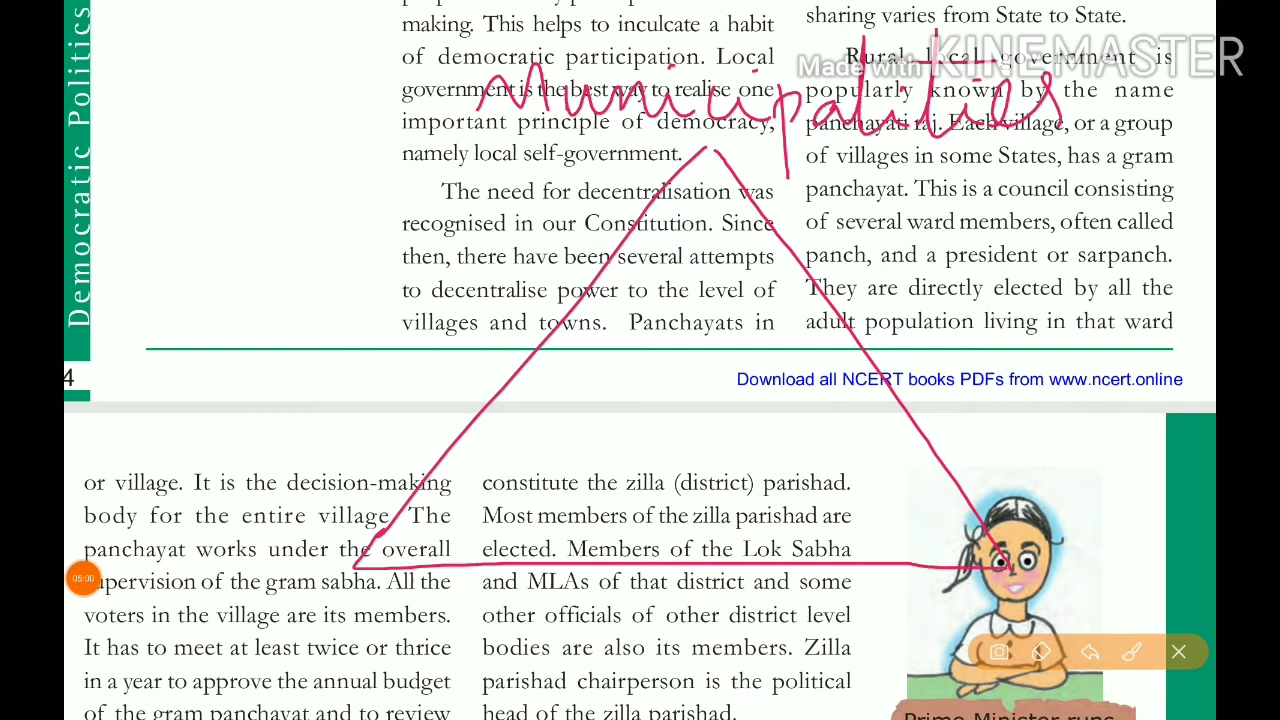 Democratic Politics
making. This helps to inculcate a habit
of democratic participation. Local
government is the best way to realise one
important principle of democracy,
namely local self-government.
The need for decentralisation was
recognised in our Constitution. Since
then, there have been several attempts
to decentralise power to the level of
villages and towns. Panchayats in
sharing varies from State to State.
Rural local government is
popularly known by the name
panchayati raj. Each village, or a group
of villages in some States, has a gram
panchayat. This is a council consisting
of several ward members, often called
panch, and a president or sarpanch.
They are directly elected by all the
adult population living in that ward
Made with KINEMASTER
Municipalities
4
Download all NCERT books PDFs from www.ncert.online
or village. It is the decision-making
body for the entire village. The
panchayat works under the overall
supervision of the gram sabha. All the
voters in the village are its members.
It has to meet at least twice or thrice
in a year to approve the annual budget
of the gram panchayat and to review
constitute the zilla (district) parishad.
Most members of the zilla parishad are
elected. Members of the Lok Sabha
and MLAs of that district and some
other officials of other district level
bodies are also its members. Zilla
parishad chairperson is the political
head of the zilla parishad.
05:00
Prime Minister runs